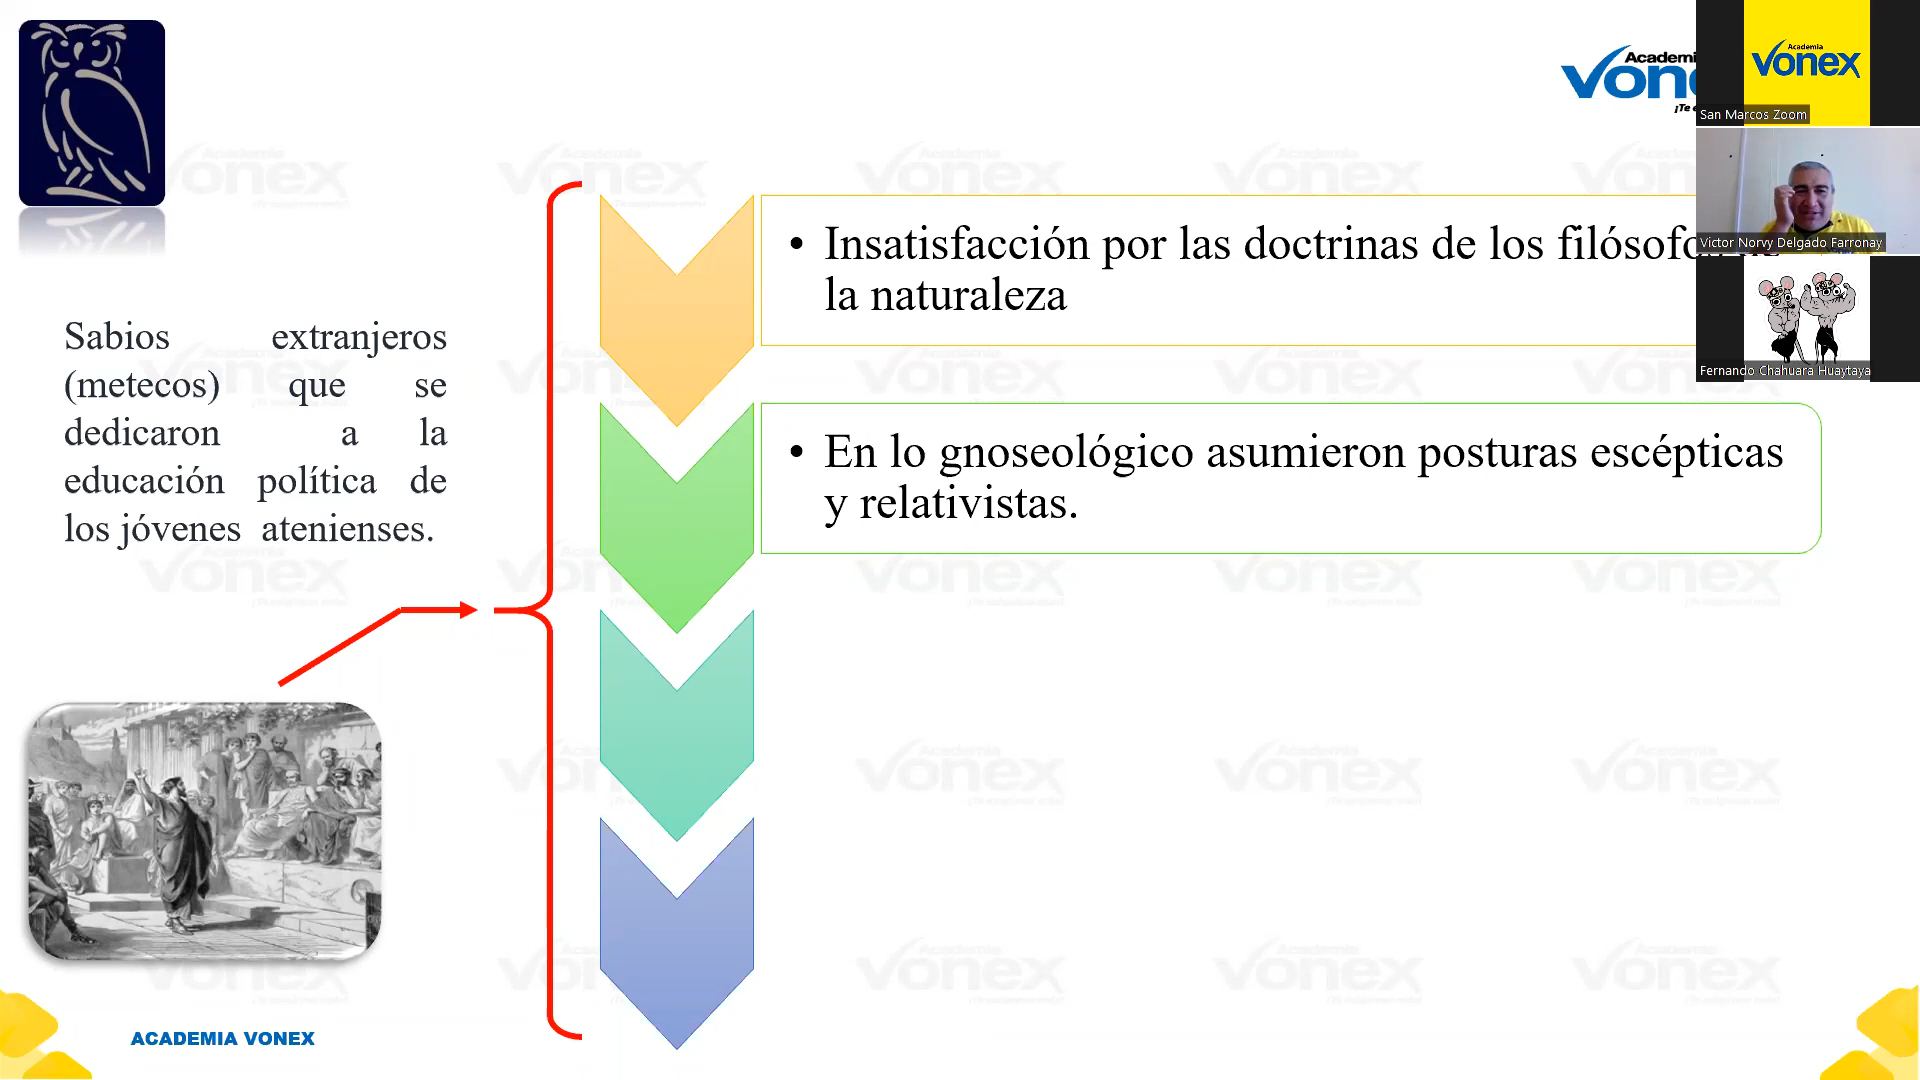 Academia
vonex
San Marcos Zoom
Victor Norvy Delgado Farronay
Fernando Chahuara Huaytaya
Sabios extranjeros
(metecos) que se
dedicaron a la
educación política de
los jóvenes atenienses.
• Insatisfacción por las doctrinas de los
la naturaleza
• En lo gnoseológico asumieron posturas escépticas
y relativistas.
ACADEMIA VONEX